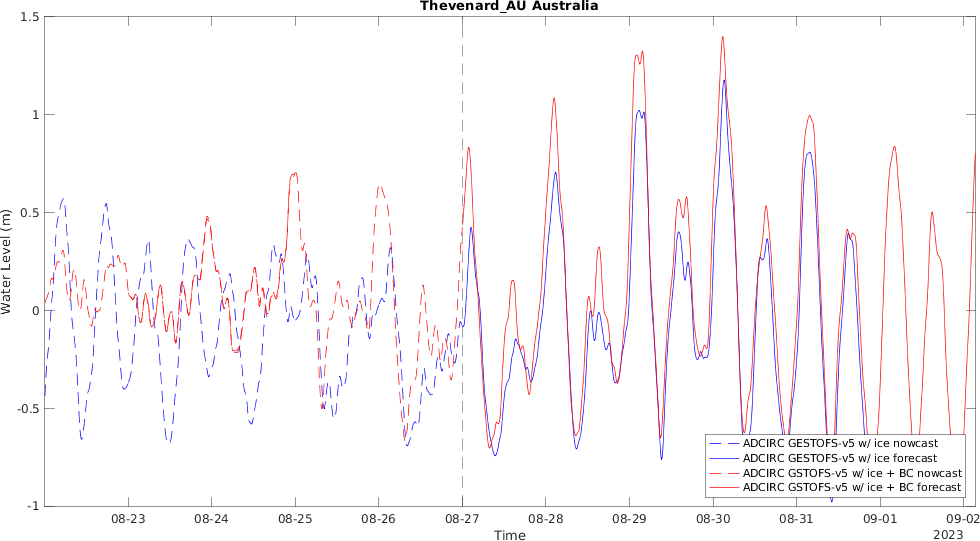 Thevenard_AU Australia
Water Level (m)
1.5
1
0.5
0
-0.5
-1
ADCIRC GESTOFS-v5 w/ ice nowcast
ADCIRC GESTOFS-v5 w/ ice forecast
ADCIRC GSTOFS-v5 w/ ice + BC nowcast
ADCIRC GSTOFS-v5 w/ ice + BC forecast
08-23 08-24 08-25 08-26 08-27 08-28 08-29 08-30 08-31 09-01 09-02
Time
2023